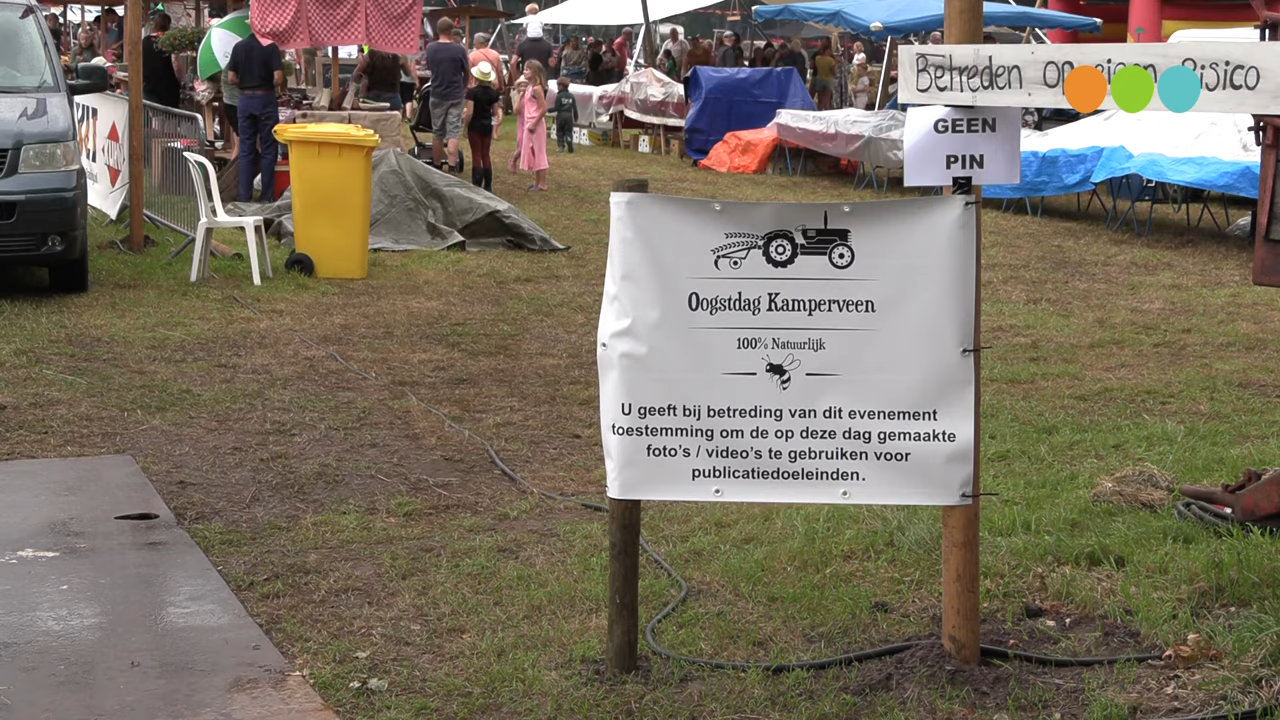 Betreden op eigen Risico
GEEN
PIN
Oogstdag Kamperveen
100% Natuurlijk
U geeft bij betreding van dit evenement
toestemming om de op deze dag gemaakte
foto's / video's te gebruiken voor
publicatiedoeleinden.